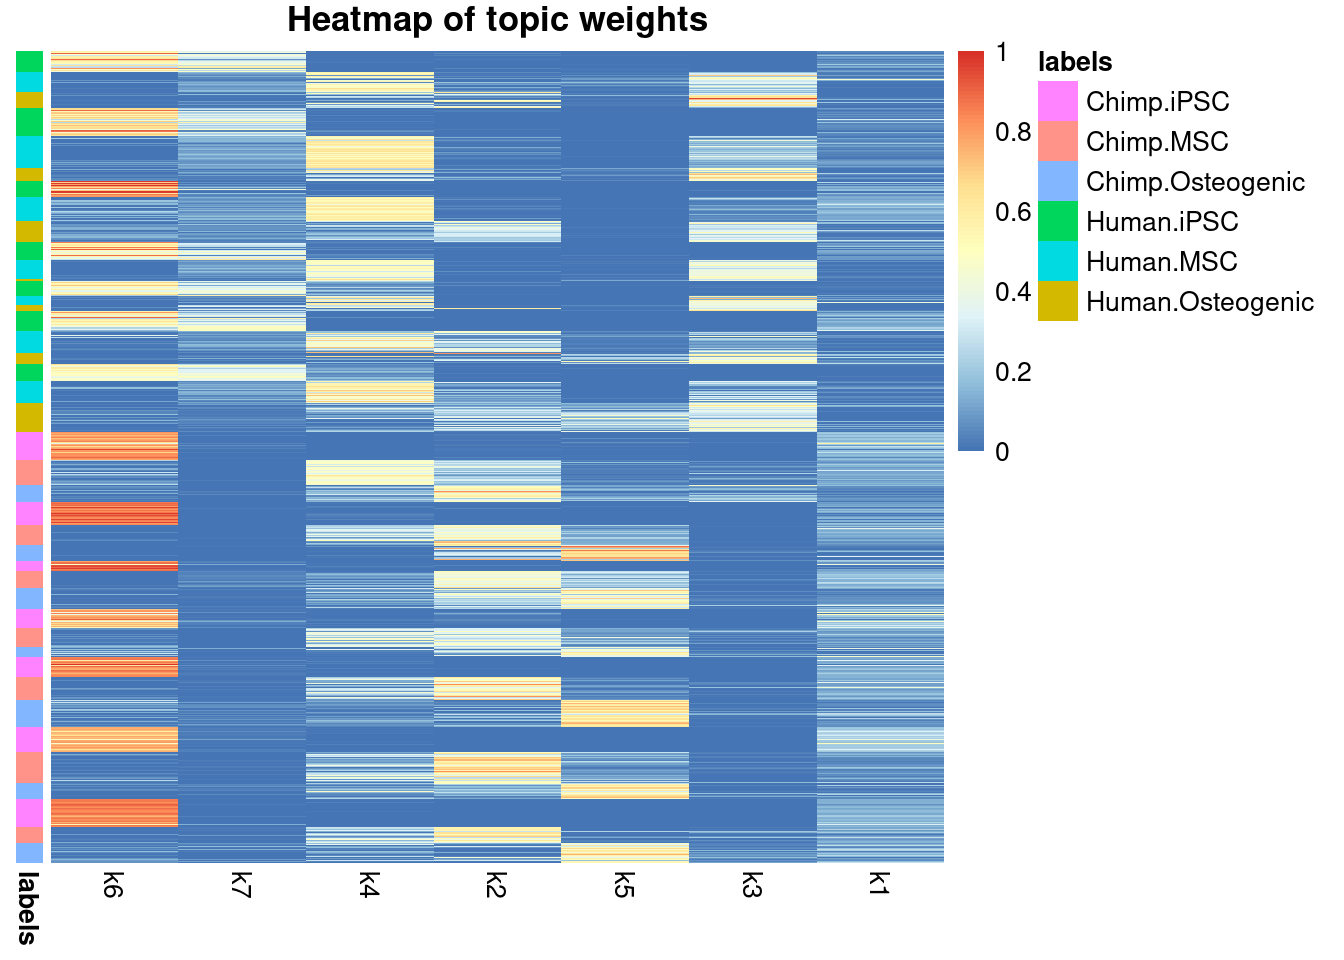 Heatmap of topic weights
1
0.8
0.6
0.4
0.2
0
labels
Chimp.iPSC
Chimp.MSC
Chimp.Osteogenic
Human.iPSC
Human.MSC
Human.Osteogenic
labels
k6
k7
k4
k2
k5
k3
k1